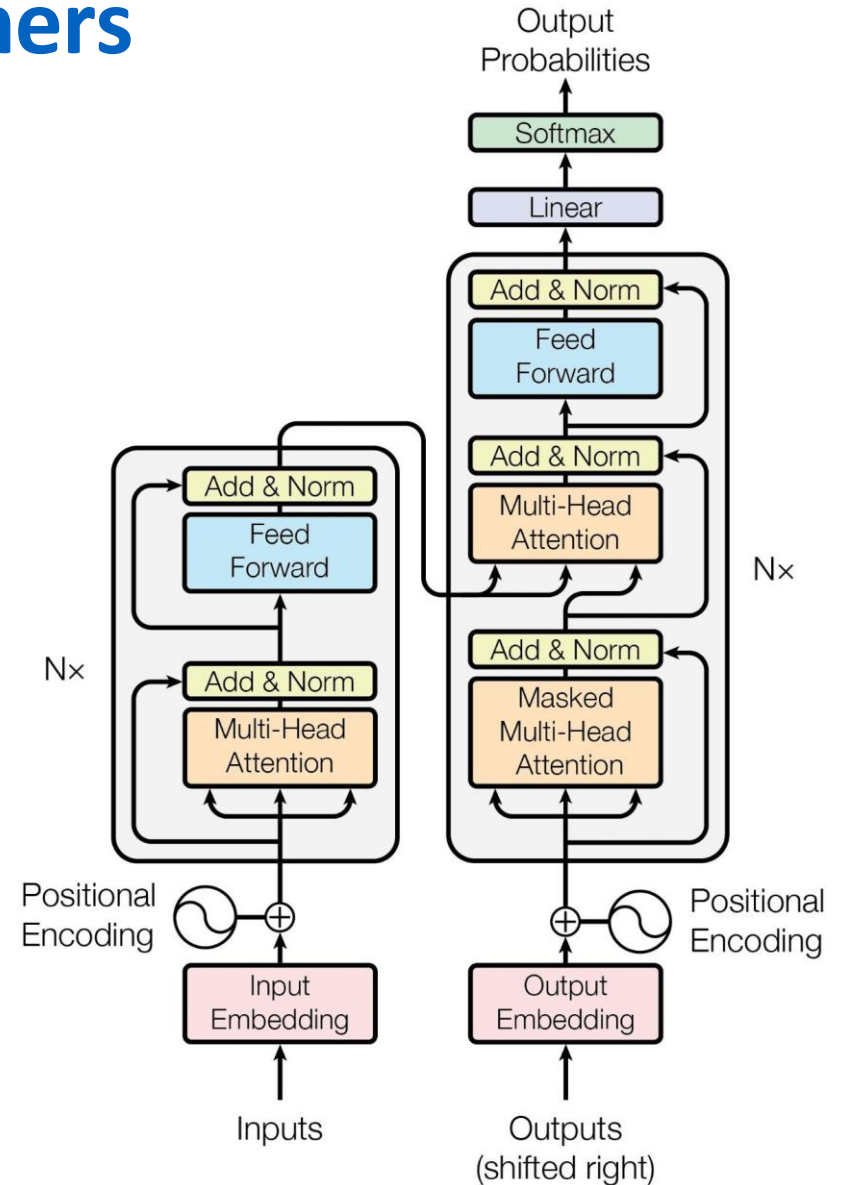 ners
Output
Probabilities
Softmax
Linear
Add & Norm
Feed
Forward
Add & Norm
Multi-Head
Attention
N×
Add & Norm
Masked
Multi-Head
Attention
Add & Norm
Feed
Forward
N×
Add & Norm
Multi-Head
Attention
Positional
Encoding
Positional
Encoding
Input
Embedding
Output
Embedding
Inputs
Outputs
(shifted right)